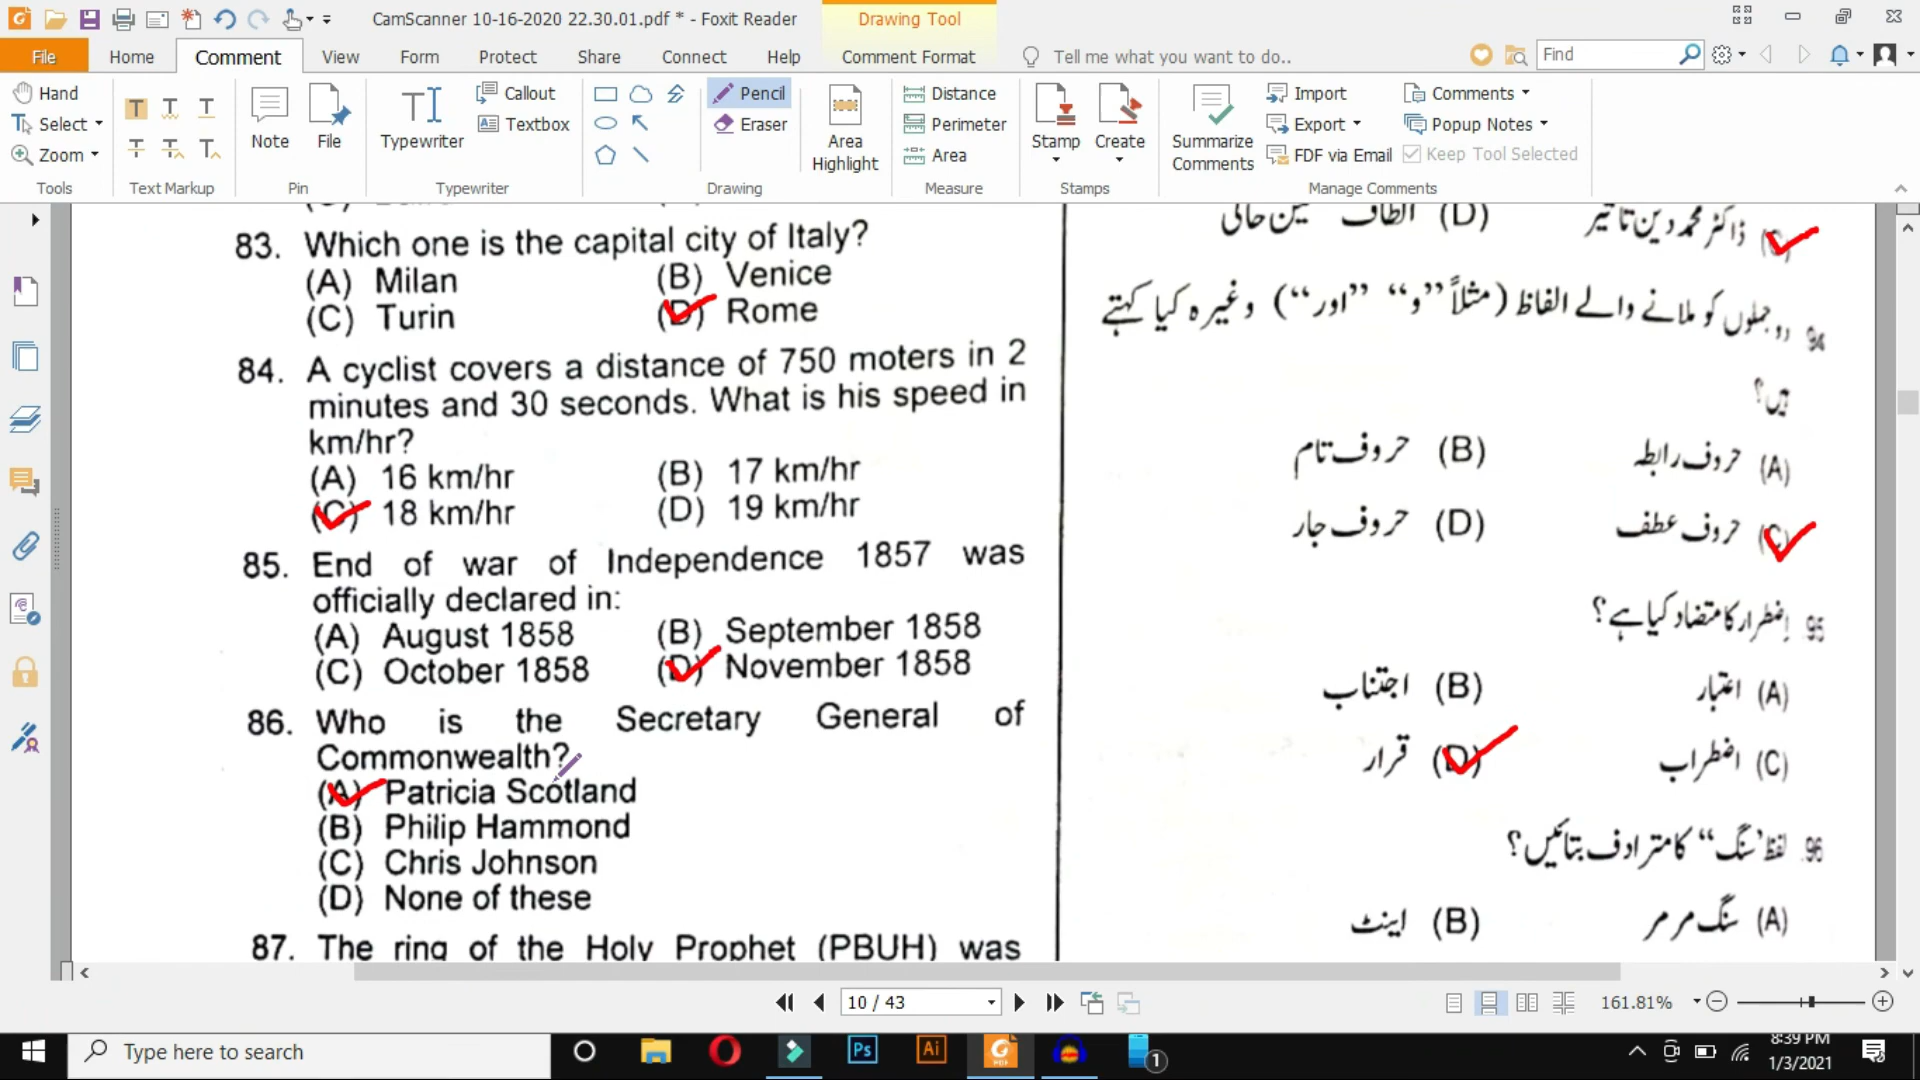 CamScanner 10-16-2020 22.30.01.pdf * - Foxit Reader
Drawing Tool
File Home Comment View Form Protect Share Connect Help Comment Format Tell me what you want to do.. Find
Hand
Select
Zoom
Tools
Text Markup
Note
File
Pin
Typewriter
Callout
Textbox
Typewriter
Pencil
Eraser
Drawing
Area Highlight
Distance
Perimeter
Area
Measure
Stamp
Create
Stamps
Summarize Comments
Import
Export
FDF via Email
Comments
Popup Notes
Keep Tool Selected
Manage Comments
83. Which one is the capital city of Italy?
(A) Milan (B) Venice
(C) Turin (D) Rome
84. A cyclist covers a distance of 750 moters in 2
minutes and 30 seconds. What is his speed in
km/hr?
(A) 16 km/hr (B) 17 km/hr
(C) 18 km/hr (D) 19 km/hr
85. End of war of Independence 1857 was
officially declared in:
(A) August 1858 (B) September 1858
(C) October 1858 (D) November 1858
86. Who is the Secretary General of
Commonwealth?
(A) Patricia Scotland
(B) Philip Hammond
(C) Chris Johnson
(D) None of these
87. The ring of the Holy Prophet (PBUH) was
(C) ڈاکٹر محمد دین تاثیر (D) الطاف حسین حالی
94 دو جملوں کو ملانے والے الفاظ (مثلاً ”و“ ”اور“) وغیرہ کیا کہتے
ہیں؟
(A) حروف رابطہ (B) حروف تام
(C) حروف عطف (D) حروف جار
95 اضطرار کا متضاد کیا ہے؟
(A) اعتبار (B) اجتناب
(C) اضطراب (D) قرار
96. لفظ ’سنگ“ کا مترادف بتائیں؟
(A) سنگ مرمر (B) اینٹ
10 / 43
161.81%
Type here to search
1
8:39 PM
1/3/2021